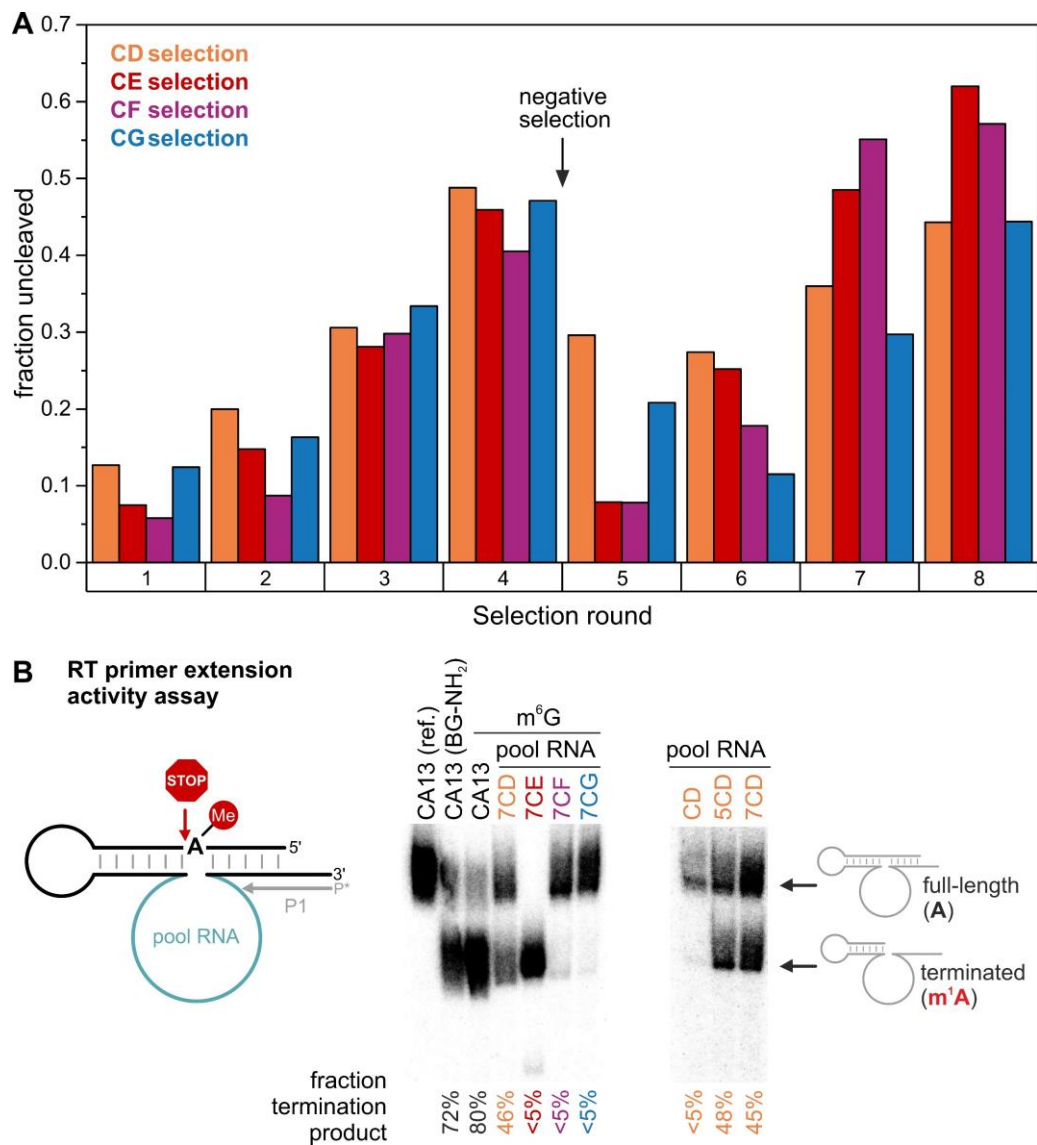 A
0.7
0.6
0.5
0.4
0.3
0.2
0.1
0.0
fraction uncleaved
CD selection
CE selection
CF selection
CG selection
negative
selection
1 2 3 4 5 6 7 8
Selection round
B RT primer extension
activity assay
STOP
Me
A
5'
3'
P*
P1
pool RNA
CA13 (ref.)
CA13 (BG-NH₂)
CA13
m⁶G
pool RNA
7CD
7CE
7CF
7CG
pool RNA
CD
5CD
7CD
full-length
(A)
terminated
(m¹A)
fraction
termination
product
72% 80% 46% <5% <5% <5% <5% 48% 45%